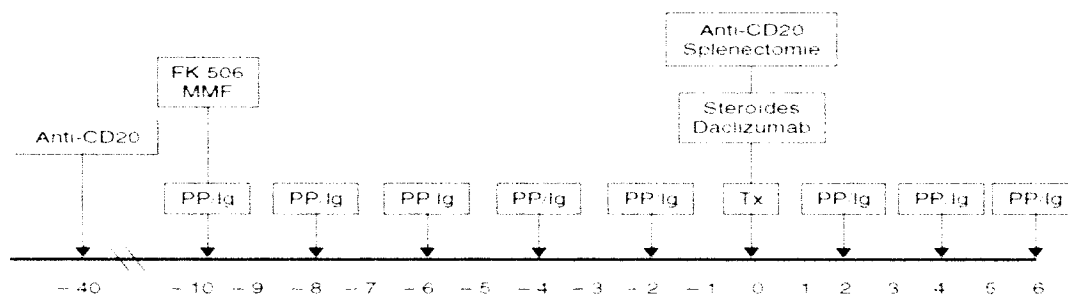 Anti-CD20
Splenectomie
FK 506
MMF
Steroides
Daclizumab
Anti-CD20
PP/Ig PP/Ig PP/Ig PP/Ig PP/Ig Tx PP/Ig PP/Ig PP/Ig
– 40 – 10 – 9 – 8 – 7 – 6 – 5 – 4 – 3 – 2 – 1 0 1 2 3 4 5 6